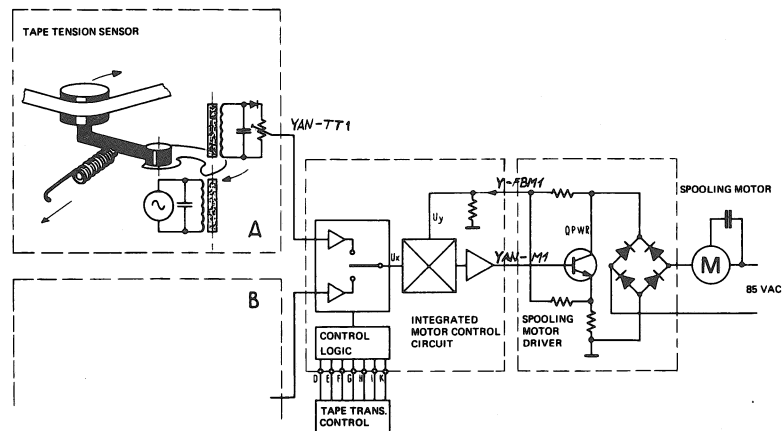 TAPE TENSION SENSOR
YAN-TT1
A
B
Y-FBM1
Uy
Ux
YAN-M1
QPWR
SPOOLING MOTOR
M
85 VAC
CONTROL
LOGIC
INTEGRATED
MOTOR CONTROL
CIRCUIT
SPOOLING
MOTOR
DRIVER
D E F G H I K
TAPE TRANS.
CONTROL